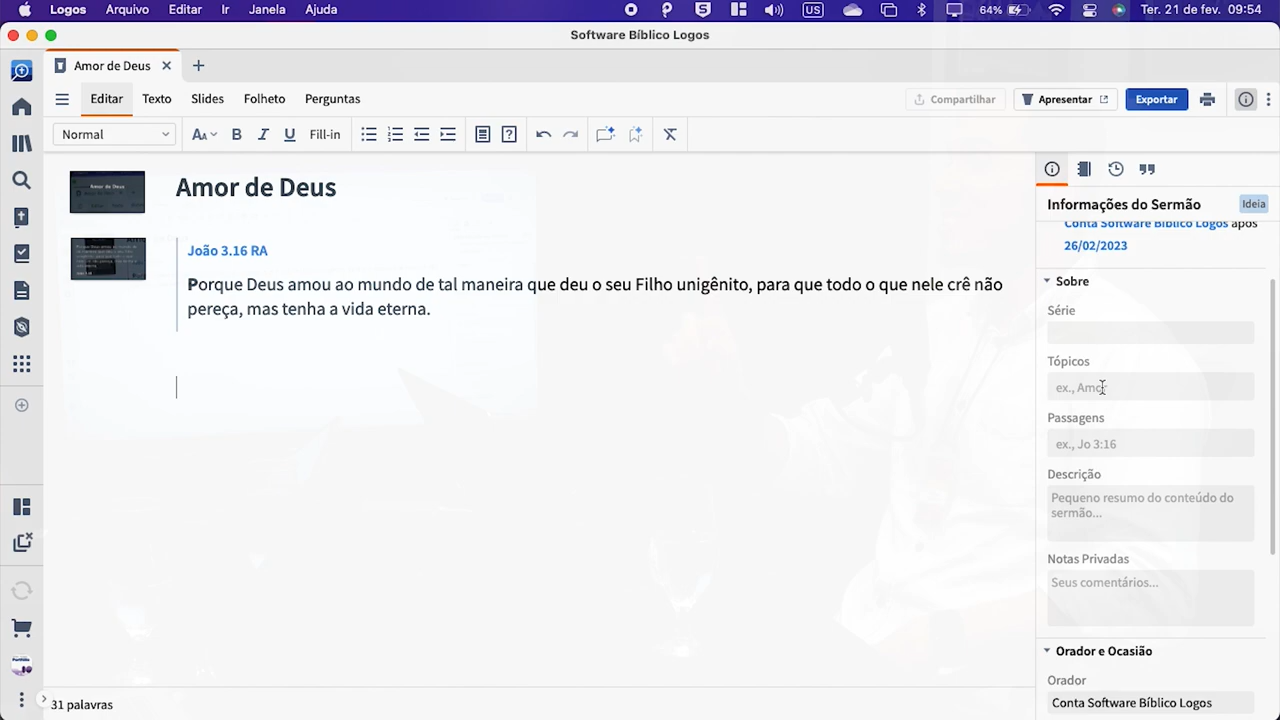 Logos Arquivo Editar Ir Janela Ajuda US 64% Ter. 21 de fev. 09:54
Software Bíblico Logos
Amor de Deus
Editar Texto Slides Folheto Perguntas Compartilhar Apresentar Exportar
Normal Fill-in
Informações do Sermão Ideia
Conta Software Bíblico Logos após
26/02/2023
Amor de Deus
João 3.16 RA
Porque Deus amou ao mundo de tal maneira que deu o seu Filho unigênito, para que todo o que nele crê não
pereça, mas tenha a vida eterna.
Sobre
Série
Tópicos
ex., Amor
Passagens
ex., Jo 3:16
Descrição
Pequeno resumo do conteúdo do
sermão...
Notas Privadas
Seus comentários...
Orador e Ocasião
Orador
Conta Software Bíblico Logos
31 palavras